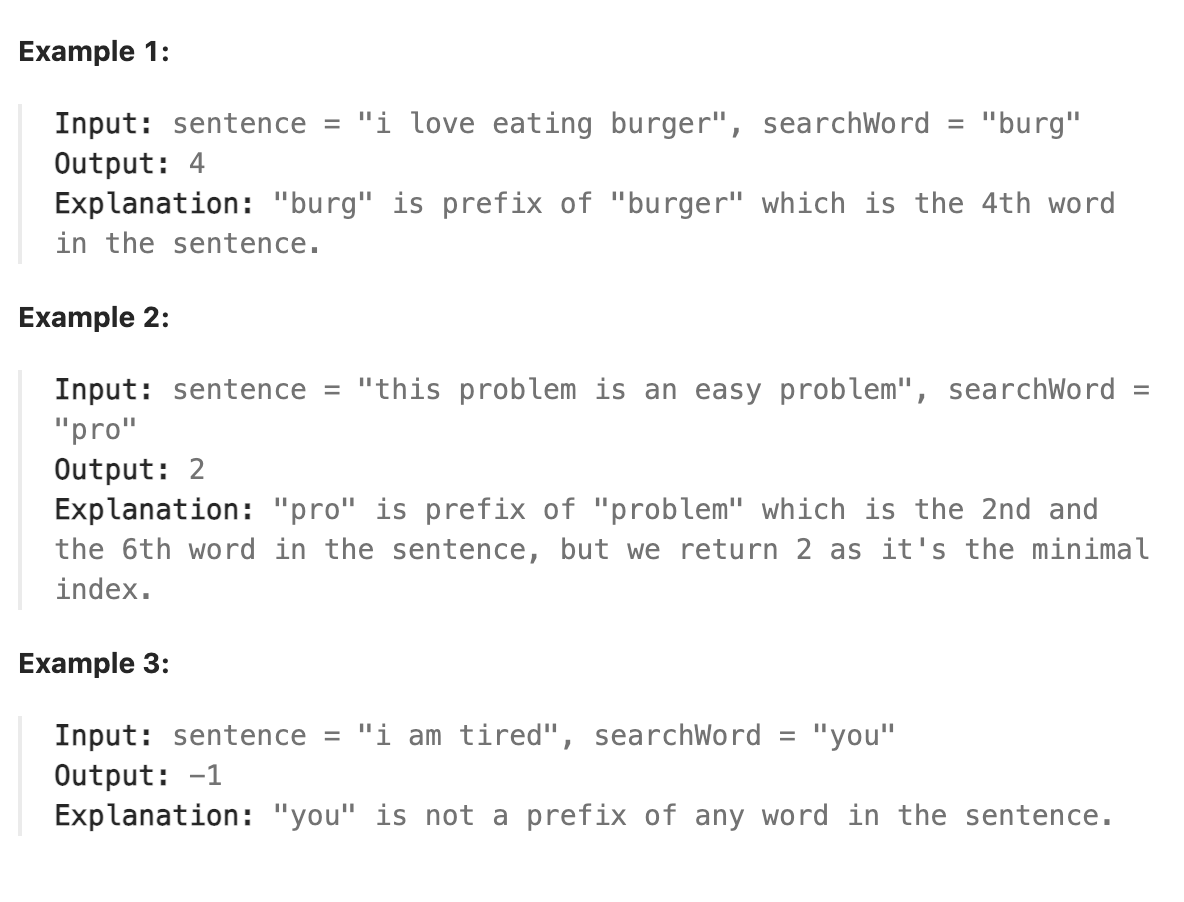 Example 1:
Input: sentence = "i love eating burger", searchWord = "burg"
Output: 4
Explanation: "burg" is prefix of "burger" which is the 4th word
in the sentence.
Example 2:
Input: sentence = "this problem is an easy problem", searchWord =
"pro"
Output: 2
Explanation: "pro" is prefix of "problem" which is the 2nd and
the 6th word in the sentence, but we return 2 as it's the minimal
index.
Example 3:
Input: sentence = "i am tired", searchWord = "you"
Output: -1
Explanation: "you" is not a prefix of any word in the sentence.